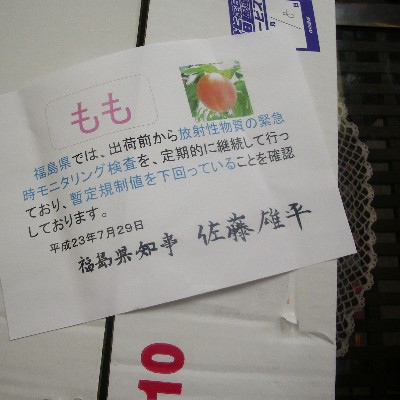 もも
福島県では、出荷前から放射性物質の緊急
時モニタリング検査を、定期的に継続して行っ
ており、暫定規制値を下回っていることを確認
しております。
平成23年7月29日
福島県知事 佐藤雄平
10